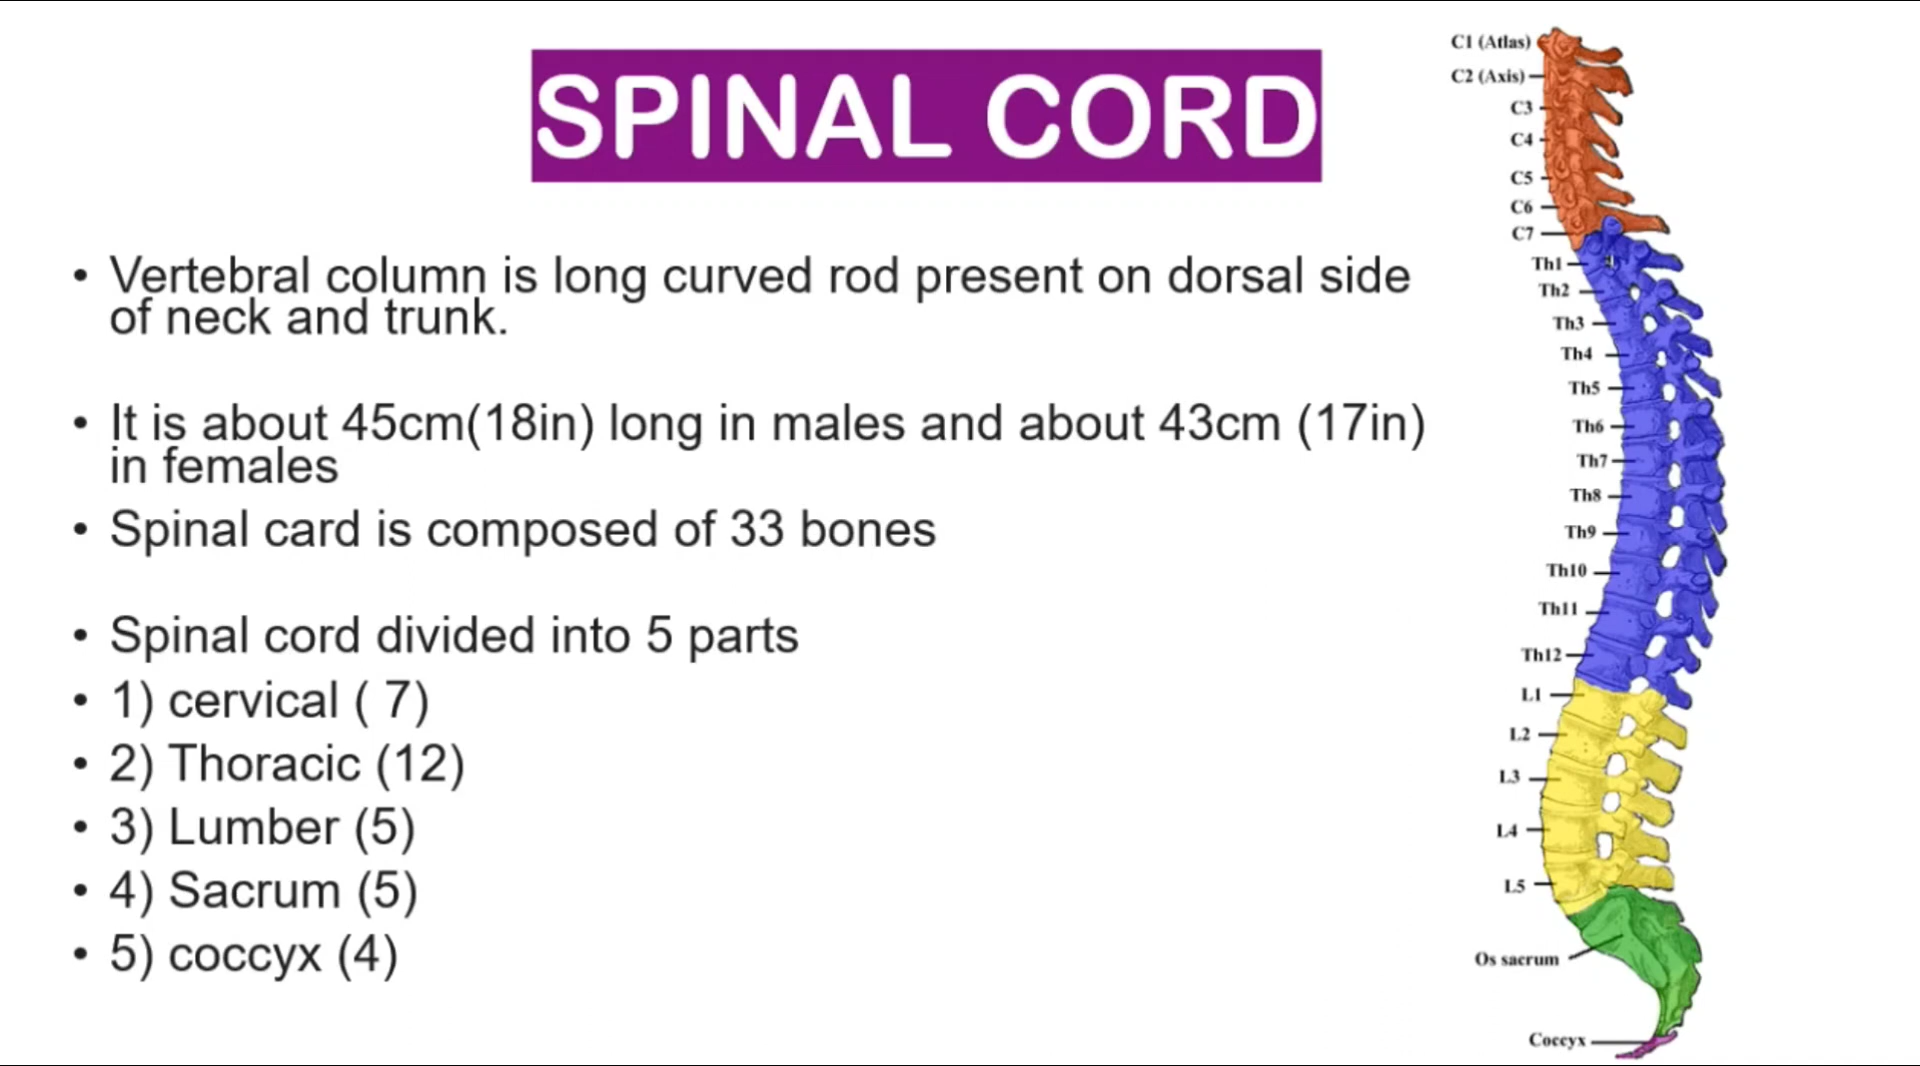 SPINAL CORD
• Vertebral column is long curved rod present on dorsal side
of neck and trunk.
• It is about 45cm(18in) long in males and about 43cm (17in)
in females
• Spinal card is composed of 33 bones
• Spinal cord divided into 5 parts
• 1) cervical ( 7)
• 2) Thoracic (12)
• 3) Lumber (5)
• 4) Sacrum (5)
• 5) coccyx (4)
C1 (Atlas)
C2 (Axis)
C3
C4
C5
C6
C7
Th1
Th2
Th3
Th4
Th5
Th6
Th7
Th8
Th9
Th10
Th11
Th12
L1
L2
L3
L4
L5
Os sacrum
Coccyx